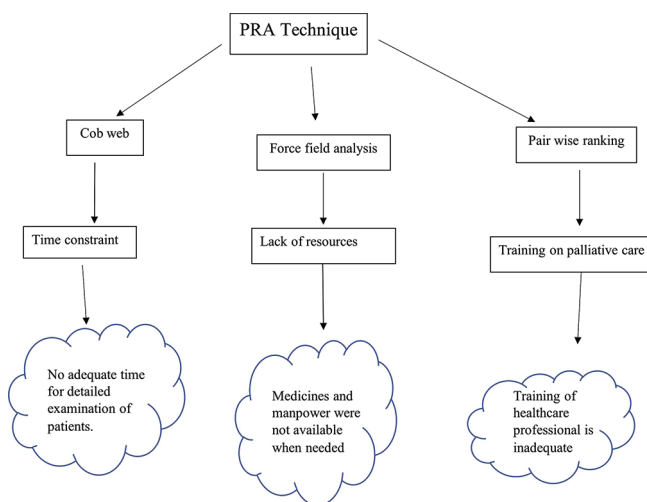 PRA Technique
Cob web
Force field analysis
Pair wise ranking
Time constraint
Lack of resources
Training on palliative care
No adequate time
for detailed
examination of
patients.
Medicines and
manpower were
not available
when needed
Training of
healthcare
professional is
inadequate